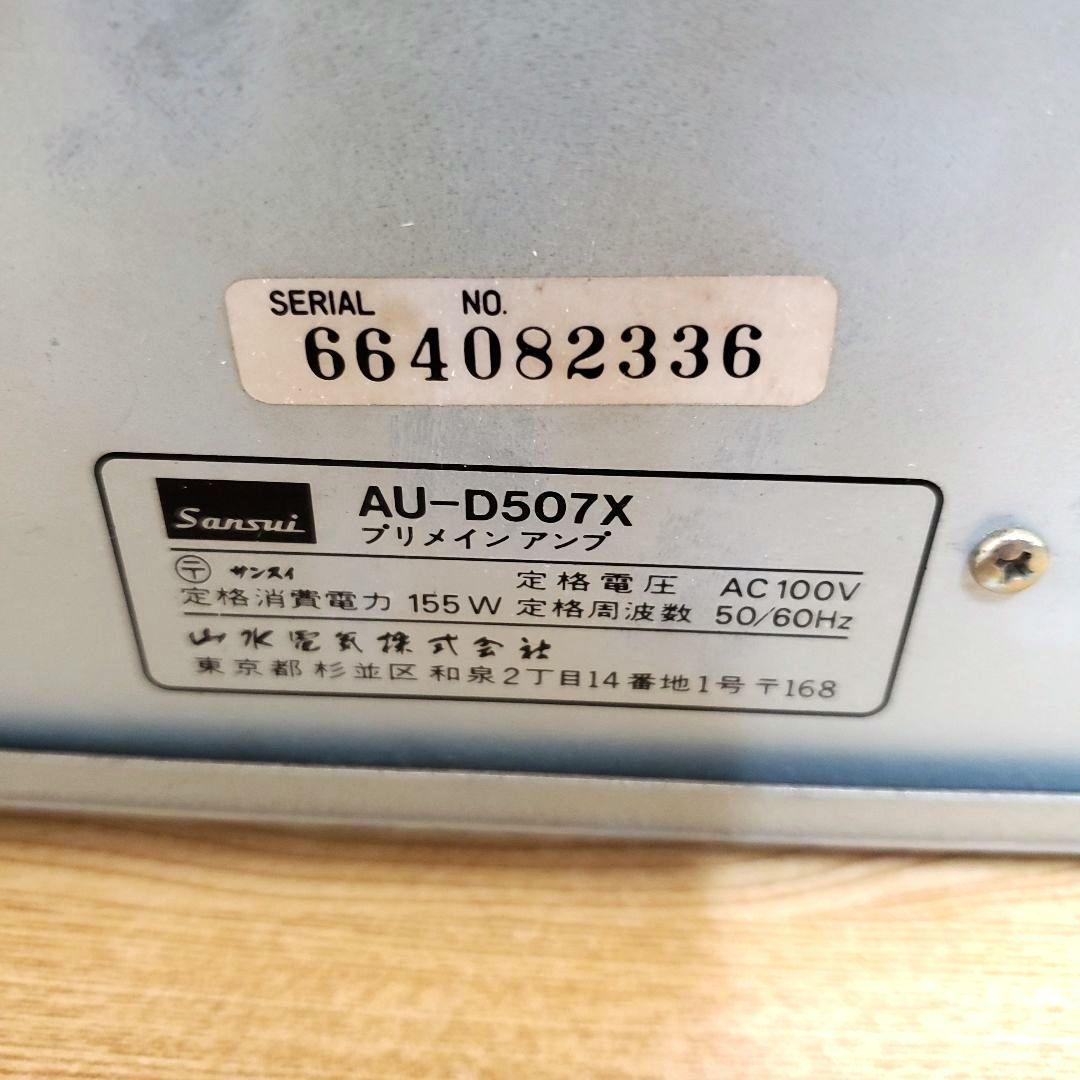 SERIAL NO.
664082336
Sansui AU-D507X
プリメインアンプ
〒 サンスイ 定格電圧 AC100V
定格消費電力 155W 定格周波数 50/60Hz
山水電気株式会社
東京都杉並区和泉2丁目14番地1号 〒168